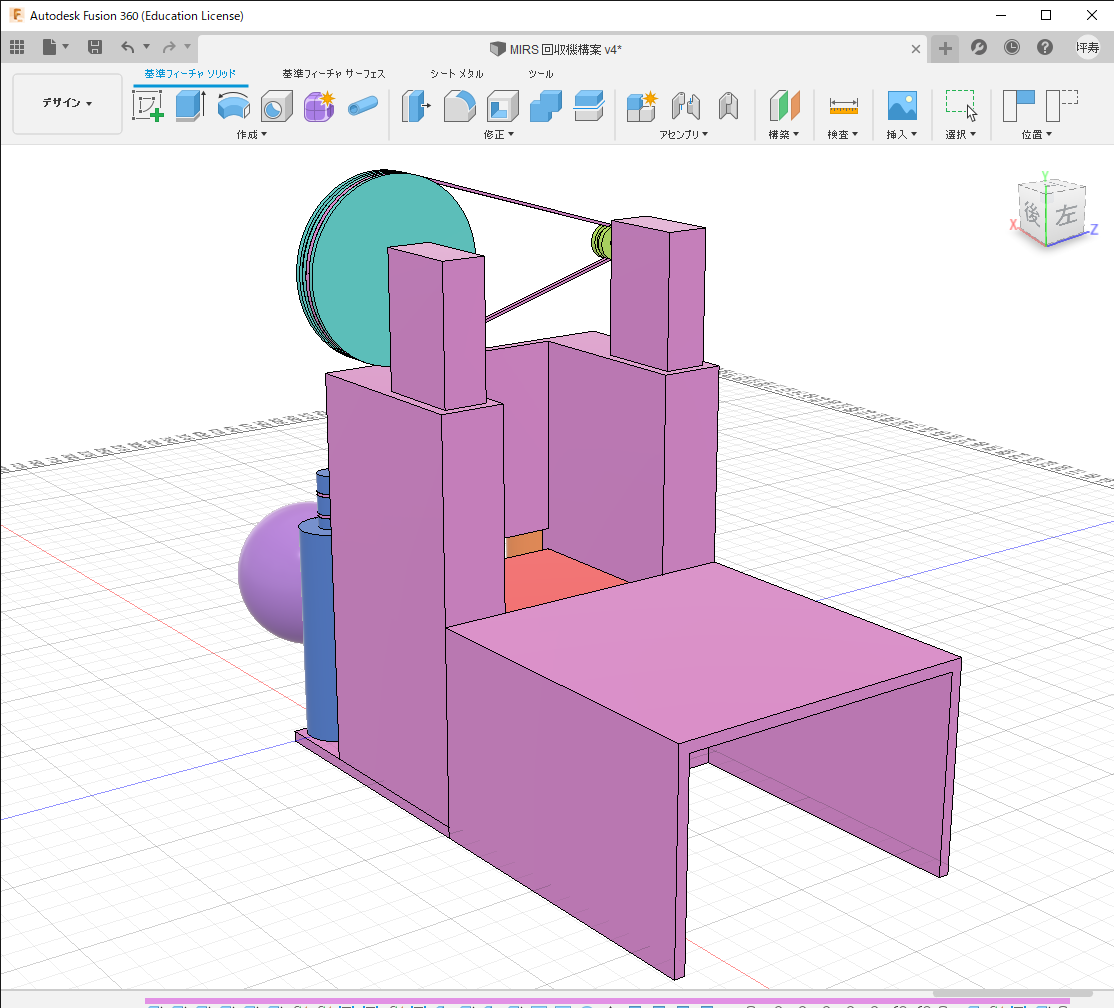 Autodesk Fusion 360 (Education License)
MIRS 回収機構案 v4*
坪寿
基準フィーチャ ソリッド 基準フィーチャ サーフェス シート メタル ツール
デザイン
作成 修正 アセンブリ 構築 検査 挿入 選択 位置
Y
後 左
X Z